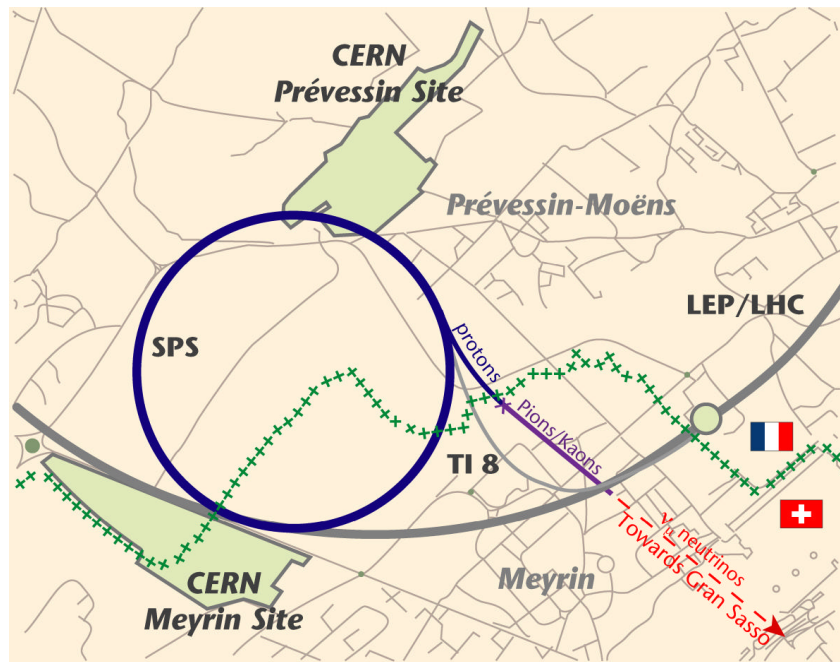 CERN
Prévessin Site
Prévessin-Moëns
LEP/LHC
SPS
protons
Pions/Kaons
TI 8
νμ neutrinos
Towards Gran Sasso
Meyrin
CERN
Meyrin Site